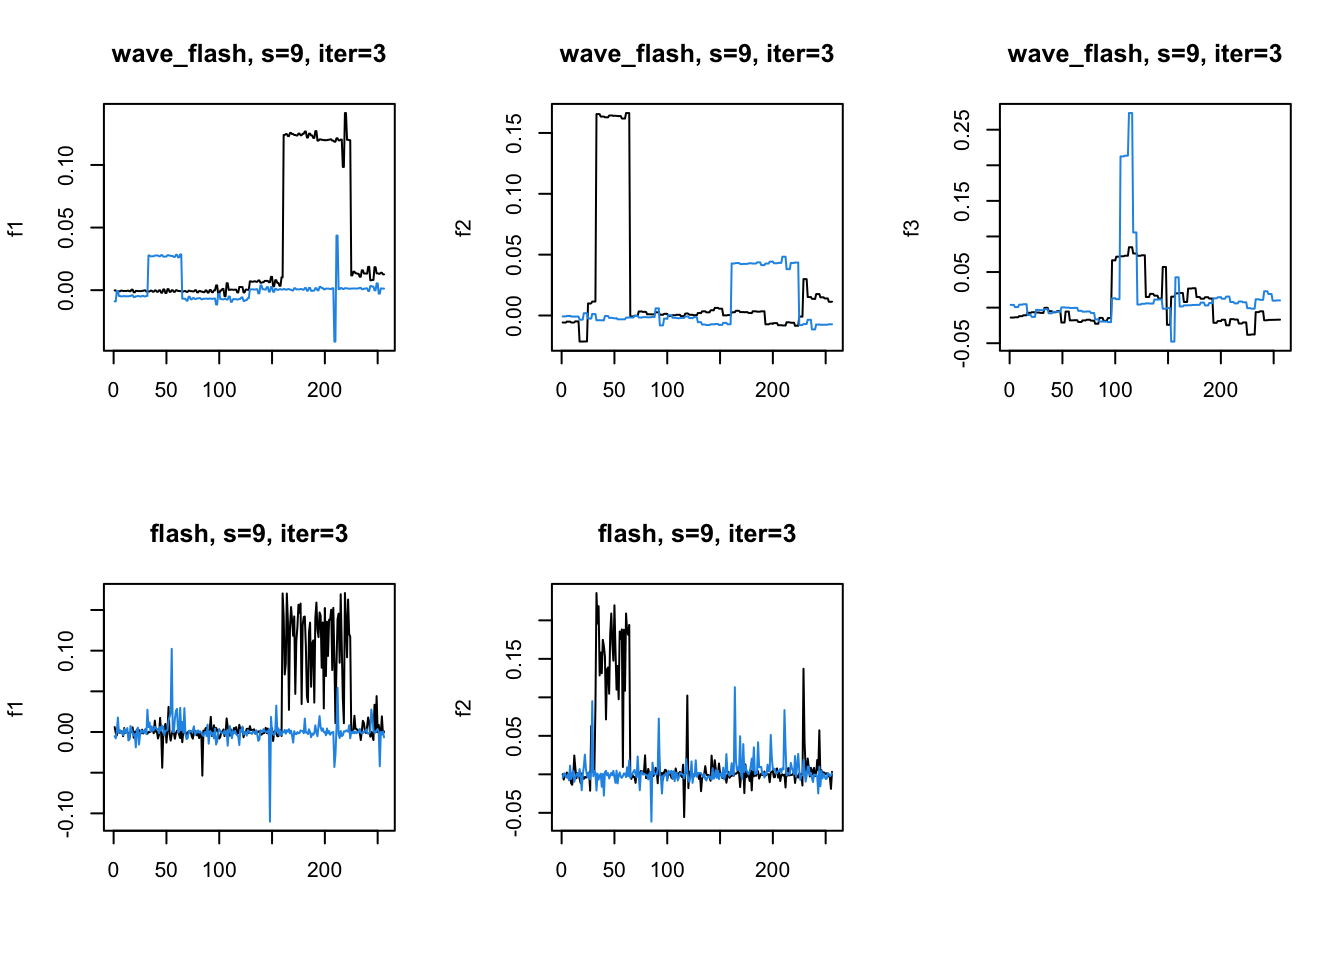 wave_flash, s=9, iter=3
f1
0.00 0.05 0.10
0 50 100 200
wave_flash, s=9, iter=3
f2
0.00 0.05 0.10 0.15
0 50 100 200
wave_flash, s=9, iter=3
f3
-0.05 0.05 0.15 0.25
0 50 100 200
flash, s=9, iter=3
f1
-0.10 0.00 0.10
0 50 100 200
flash, s=9, iter=3
f2
-0.05 0.05 0.15
0 50 100 200